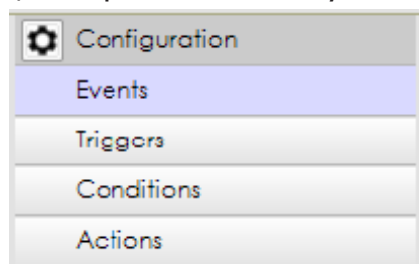 Configuration
Events
Triggers
Conditions
Actions